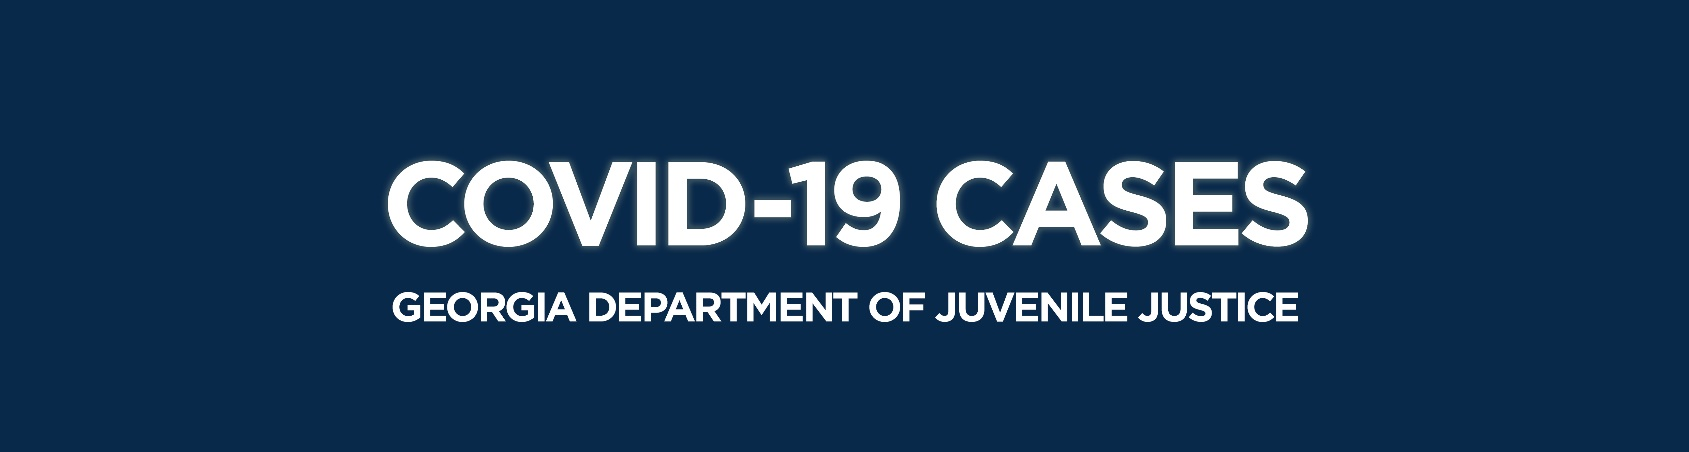 COVID-19 CASES
GEORGIA DEPARTMENT OF JUVENILE JUSTICE